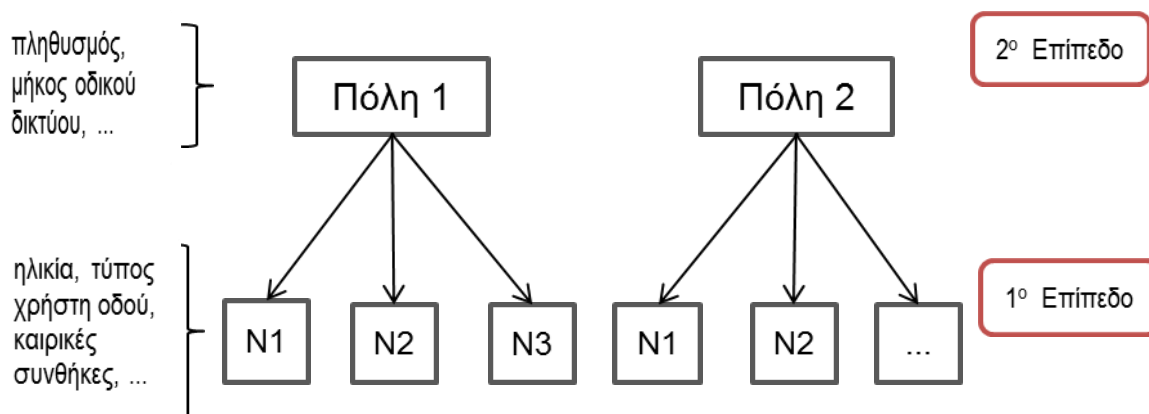 πληθυσμός,
μήκος οδικού
δικτύου, ...
Πόλη 1
Πόλη 2
2ο Επίπεδο
ηλικία, τύπος
χρήστη οδού,
καιρικές
συνθήκες, ...
N1
N2
N3
N1
N2
...
1ο Επίπεδο